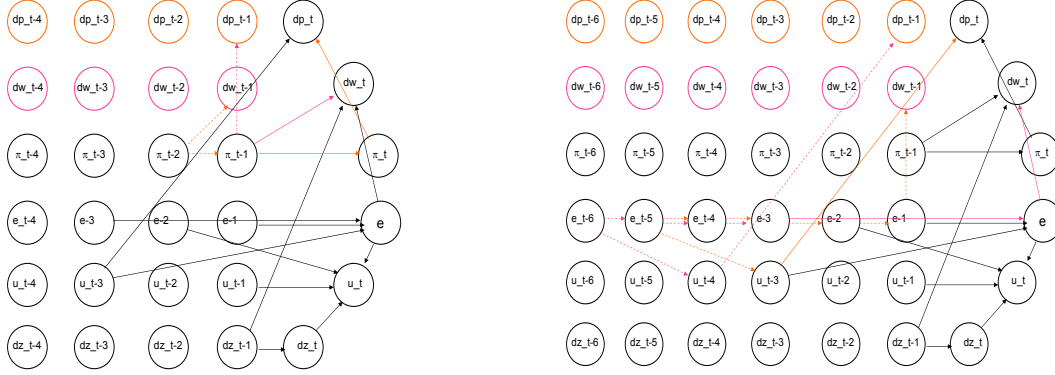 dp_t-4 dp_t-3 dp_t-2 dp_t-1 dp_t
dw_t-4 dw_t-3 dw_t-2 dw_t-1 dw_t
π_t-4 π_t-3 π_t-2 π_t-1 π_t
e_t-4 e-3 e-2 e-1 e
u_t-4 u_t-3 u_t-2 u_t-1 u_t
dz_t-4 dz_t-3 dz_t-2 dz_t-1 dz_t
dp_t-6 dp_t-5 dp_t-4 dp_t-3 dp_t-2 dp_t-1 dp_t
dw_t-6 dw_t-5 dw_t-4 dw_t-3 dw_t-2 dw_t-1 dw_t
π_t-6 π_t-5 π_t-4 π_t-3 π_t-2 π_t-1 π_t
e_t-6 e_t-5 e_t-4 e-3 e-2 e-1 e
u_t-6 u_t-5 u_t-4 u_t-3 u_t-2 u_t-1 u_t
dz_t-6 dz_t-5 dz_t-4 dz_t-3 dz_t-2 dz_t-1 dz_t